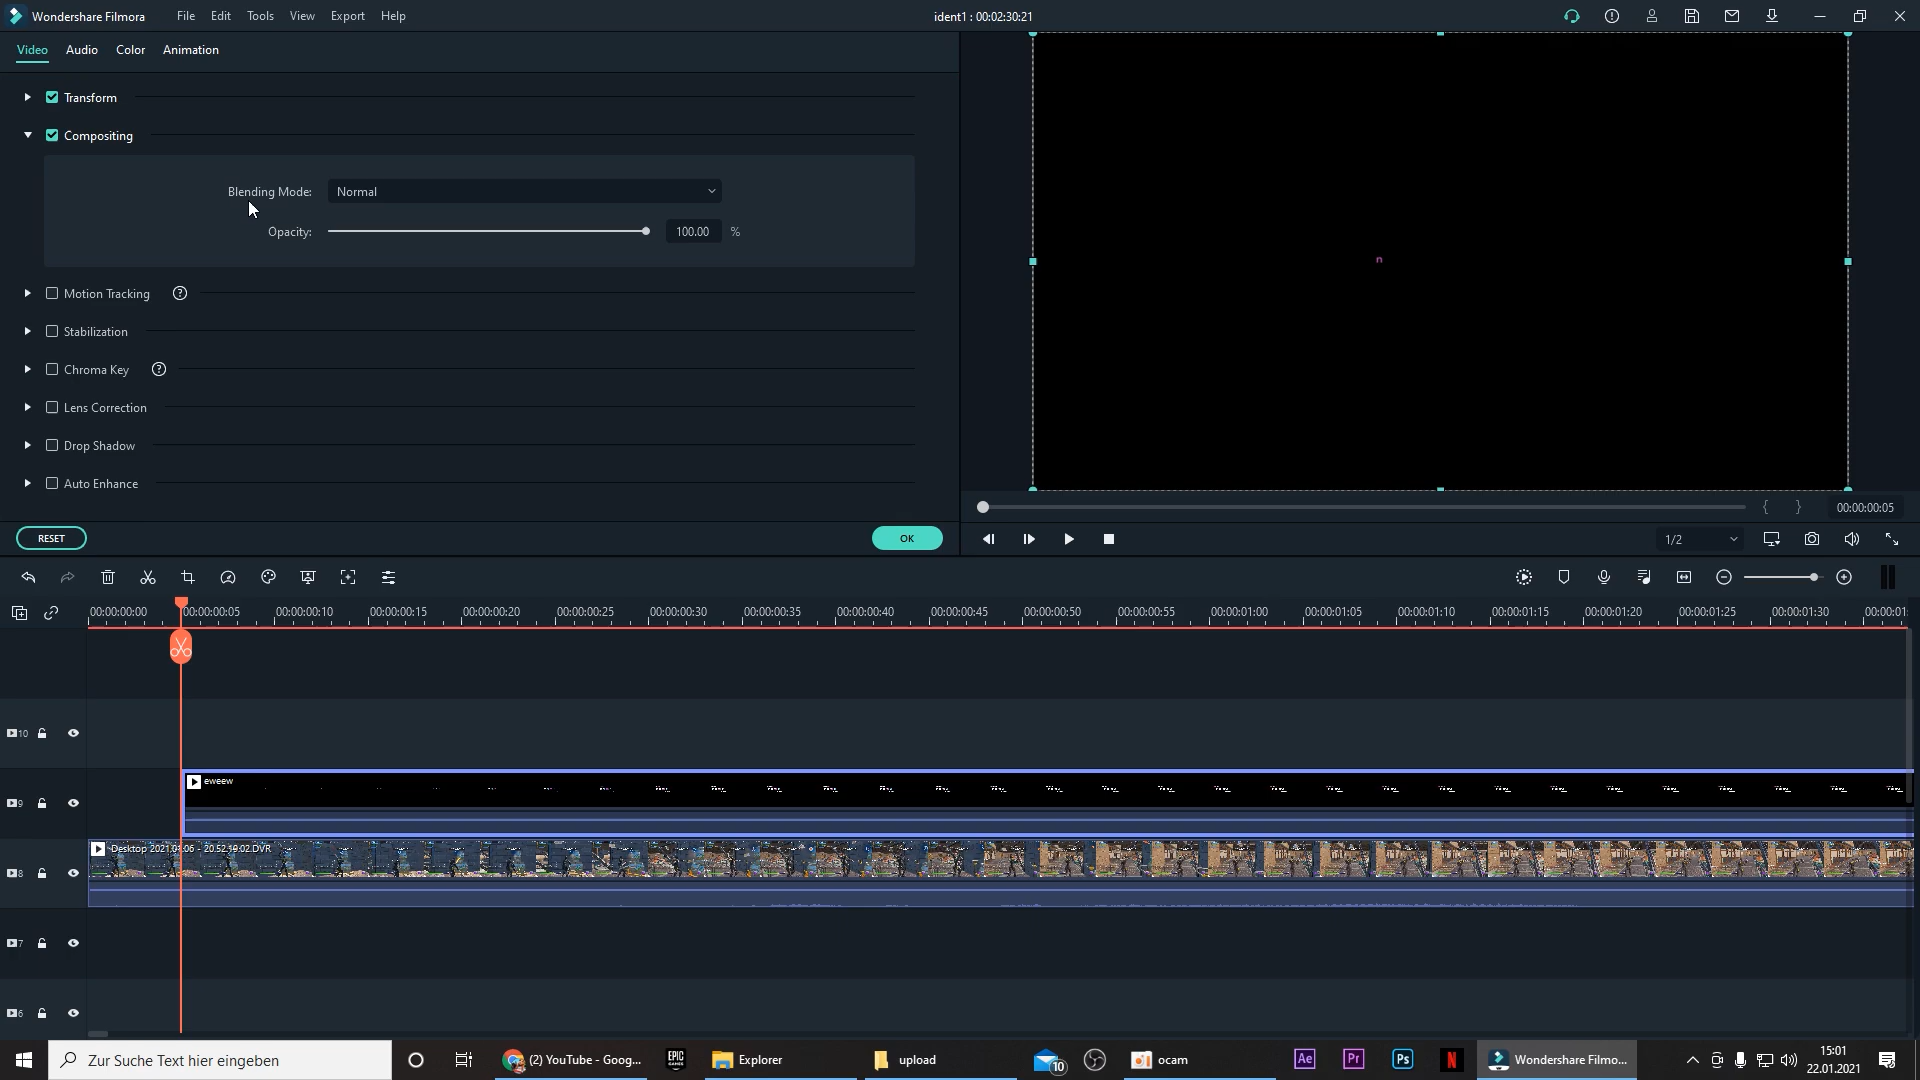 Wondershare Filmora File Edit Tools View Export Help ident1 : 00:02:30:21
Video Audio Color Animation
Transform
Compositing
Blending Mode: Normal
Opacity: 100.00 %
n
Motion Tracking ?
Stabilization
Chroma Key ?
Lens Correction
Drop Shadow
Auto Enhance
{ } 00:00:00:05
RESET OK 1/2
00:00:00:00 00:00:00:05 00:00:00:10 00:00:00:15 00:00:00:20 00:00:00:25 00:00:00:30 00:00:00:35 00:00:00:40 00:00:00:45 00:00:00:50 00:00:00:55 00:00:01:00 00:00:01:05 00:00:01:10 00:00:01:15 00:00:01:20 00:00:01:25 00:00:01:30 00:00:01:
10
eweew
9
Desktop 2021.01.06 - 20.52.19.02.DVR
8
7
6
Zur Suche Text hier eingeben (2) YouTube - Goog... EPIC GAMES Explorer upload 10 ocam Ae Pr Ps N Wondershare Filmo... 15:01
22.01.2021